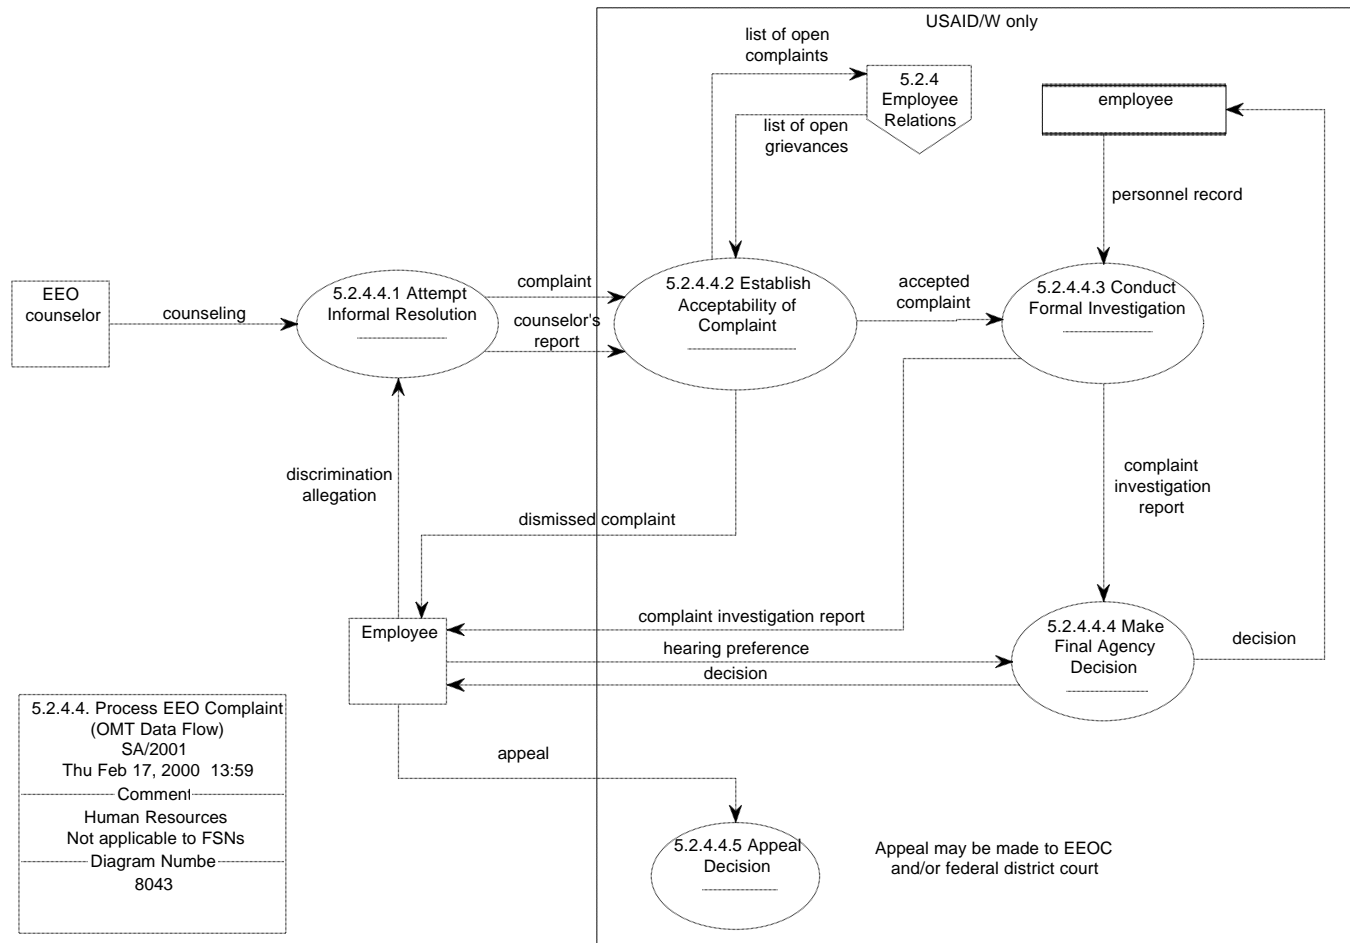 USAID/W only
list of open
complaints
5.2.4
Employee
Relations
employee
list of open
grievances
personnel record
EEO
counselor
counseling
5.2.4.4.1 Attempt
Informal Resolution
complaint
counselor's
report
5.2.4.4.2 Establish
Acceptability of
Complaint
accepted
complaint
5.2.4.4.3 Conduct
Formal Investigation
discrimination
allegation
complaint
investigation
report
dismissed complaint
Employee
complaint investigation report
hearing preference
decision
5.2.4.4.4 Make
Final Agency
Decision
decision
5.2.4.4. Process EEO Complaint
(OMT Data Flow)
SA/2001
Thu Feb 17, 2000 13:59
Comment
Human Resources
Not applicable to FSNs
Diagram Numbe
8043
appeal
5.2.4.4.5 Appeal
Decision
Appeal may be made to EEOC
and/or federal district court